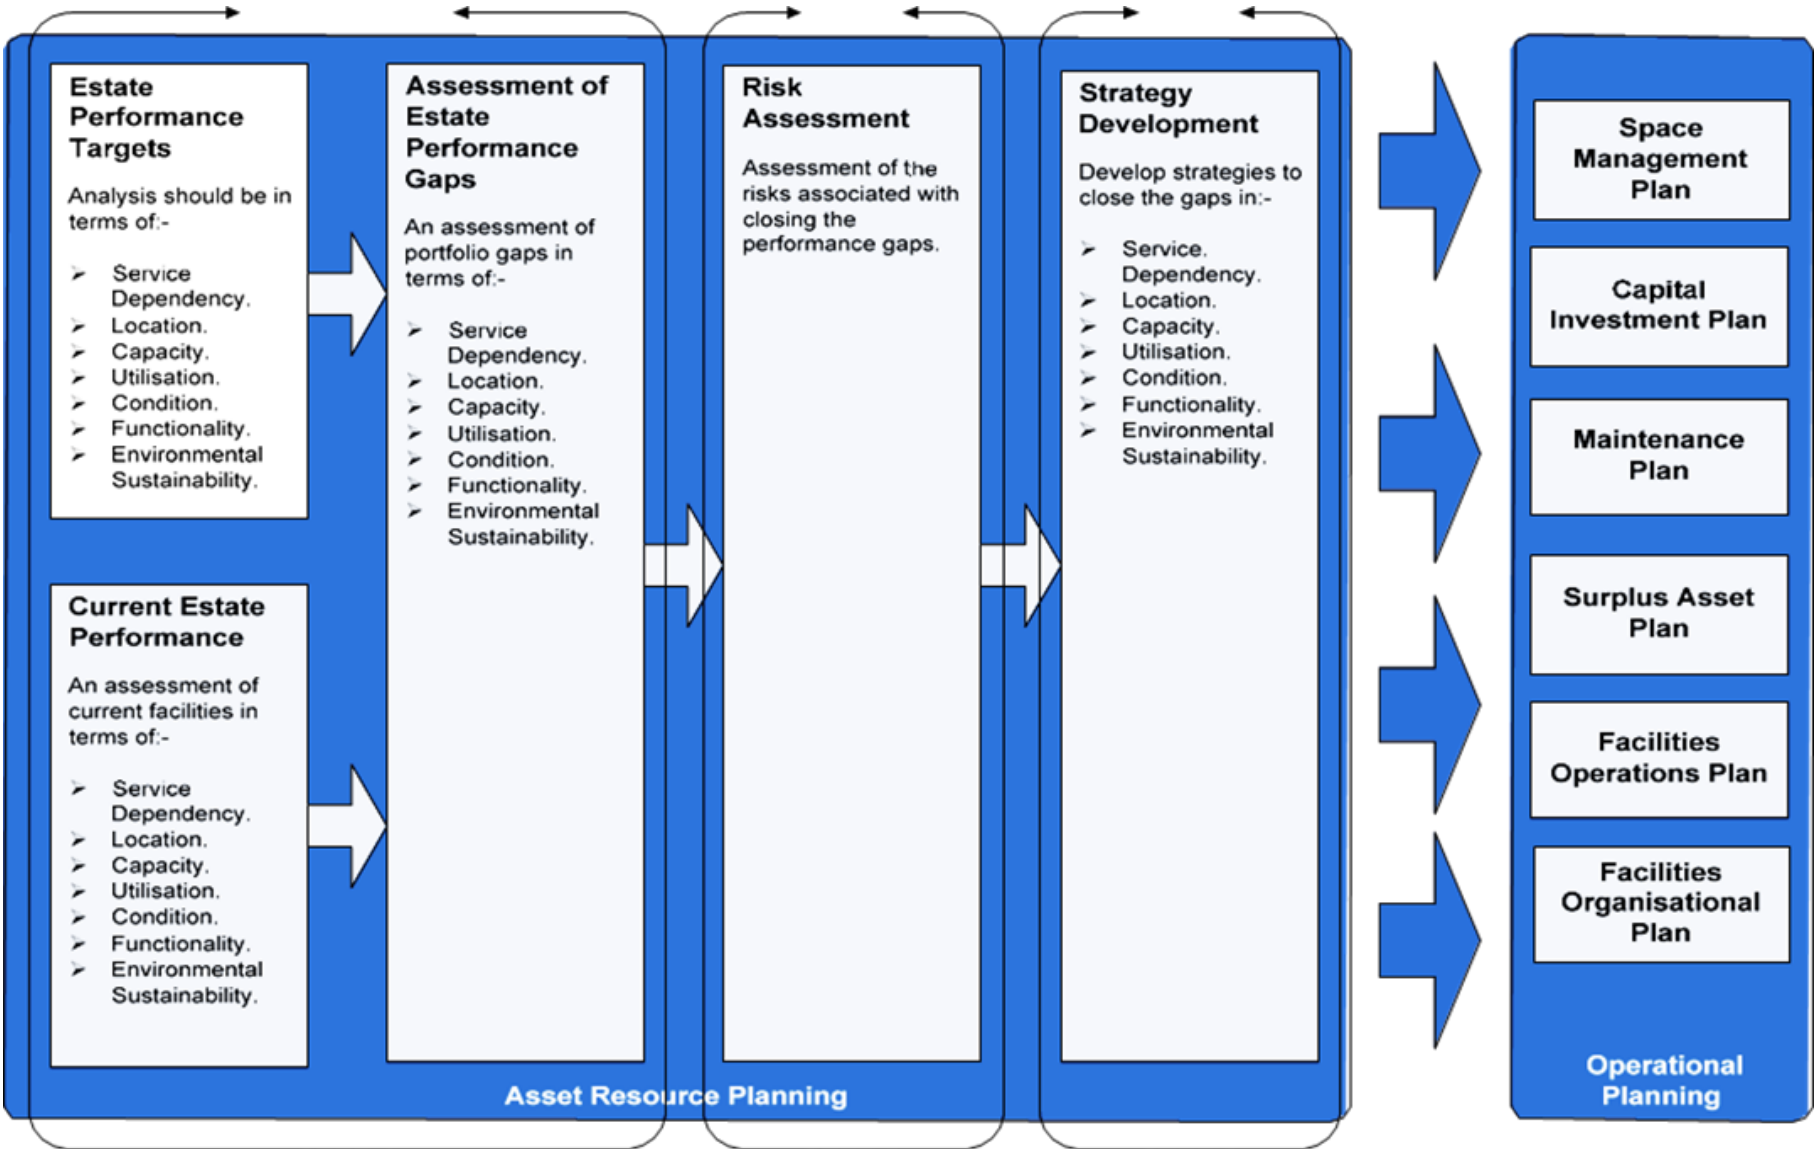 Estate
Performance
Targets
Analysis should be in
terms of:-
Service
Dependency.
Location.
Capacity.
Utilisation.
Condition.
Functionality.
Environmental
Sustainability.
Current Estate
Performance
An assessment of
current facilities in
terms of:-
Service
Dependency.
Location.
Capacity.
Utilisation.
Condition.
Functionality.
Environmental
Sustainability.
Assessment of
Estate
Performance
Gaps
An assessment of
portfolio gaps in
terms of:-
Service
Dependency.
Location.
Capacity.
Utilisation.
Condition.
Functionality.
Environmental
Sustainability.
Risk
Assessment
Assessment of the
risks associated with
closing the
performance gaps.
Strategy
Development
Develop strategies to
close the gaps in:-
Service.
Dependency.
Location.
Capacity.
Utilisation.
Condition.
Functionality.
Environmental
Sustainability.
Asset Resource Planning
Space
Management
Plan
Capital
Investment Plan
Maintenance
Plan
Surplus Asset
Plan
Facilities
Operations Plan
Facilities
Organisational
Plan
Operational
Planning